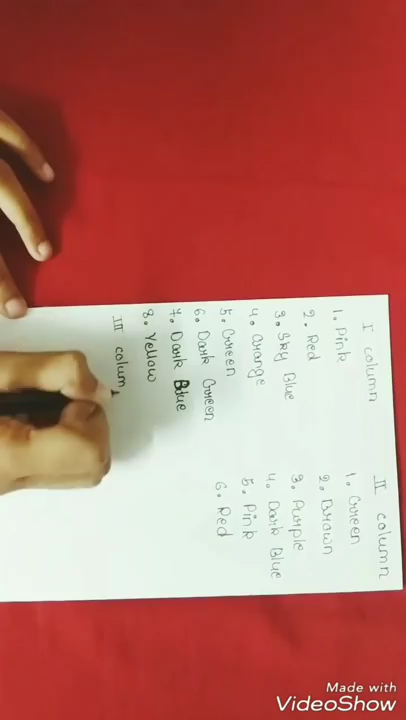 I column
1. Pink
2. Red
3. Sky Blue
4. Orange
5. Green
6. Dark Green
7. Dark Blue
8. Yellow
II column
1. Green
2. Brown
3. Purple
4. Dark Blue
5. Pink
6. Red
III colum
Made with
VideoShow